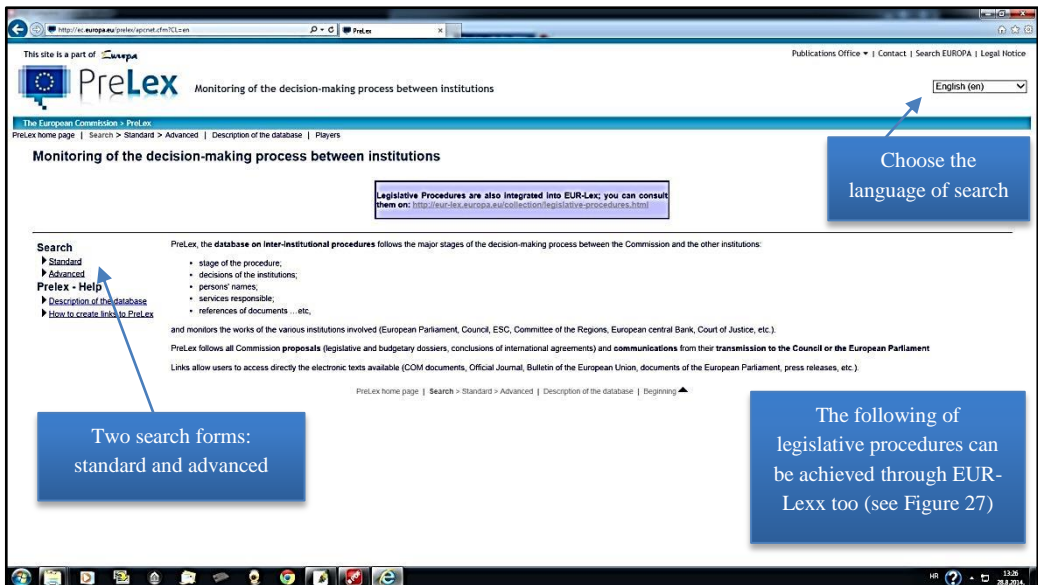 http://ec.europa.eu/prelex/apcnet.cfm?CL=en
PreLex
This site is a part of Europa
Publications Office | Contact | Search EUROPA | Legal Notice
PreLex
Monitoring of the decision-making process between institutions
English (en)
The European Commission > PreLex
PreLex home page | Search > Standard > Advanced | Description of the database | Players
Monitoring of the decision-making process between institutions
Choose the
language of search
Legislative Procedures are also integrated into EUR-Lex; you can consult
them on: http://eur-lex.europa.eu/collection/legislative-procedures.html
Search
Standard
Advanced
Prelex - Help
Description of the database
How to create links to PreLex
PreLex, the database on inter-institutional procedures follows the major stages of the decision-making process between the Commission and the other institutions:
• stage of the procedure;
• decisions of the institutions;
• persons' names;
• services responsible;
• references of documents ...etc,
and monitors the works of the various institutions involved (European Parliament, Council, ESC, Committee of the Regions, European central Bank, Court of Justice, etc.).
PreLex follows all Commission proposals (legislative and budgetary dossiers, conclusions of international agreements) and communications from their transmission to the Council or the European Parliament
Links allow users to access directly the electronic texts available (COM documents, Official Journal, Bulletin of the European Union, documents of the European Parliament, press releases, etc.).
PreLex home page | Search > Standard > Advanced | Description of the database | Beginning
Two search forms:
standard and advanced
The following of
legislative procedures can
be achieved through EUR-
Lexx too (see Figure 27)
HR
13:26
28.8.2014.